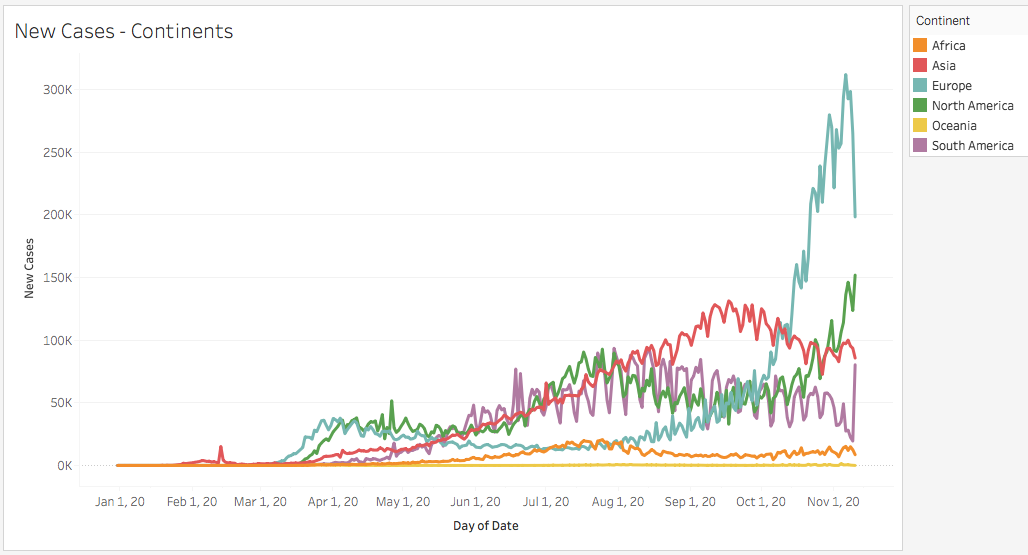 New Cases - Continents
Continent
Africa
Asia
Europe
North America
Oceania
South America
300K
250K
200K
150K
100K
50K
0K
New Cases
Jan 1, 20 Feb 1, 20 Mar 1, 20 Apr 1, 20 May 1, 20 Jun 1, 20 Jul 1, 20 Aug 1, 20 Sep 1, 20 Oct 1, 20 Nov 1, 20
Day of Date